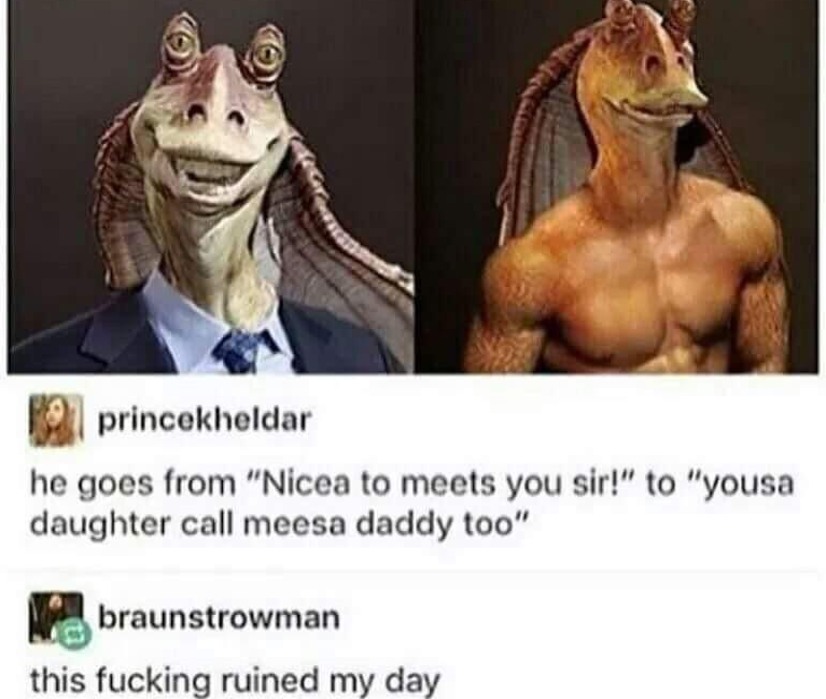 princekheldar
he goes from "Nicea to meets you sir!" to "yousa
daughter call meesa daddy too"
braunstrowman
this fucking ruined my day